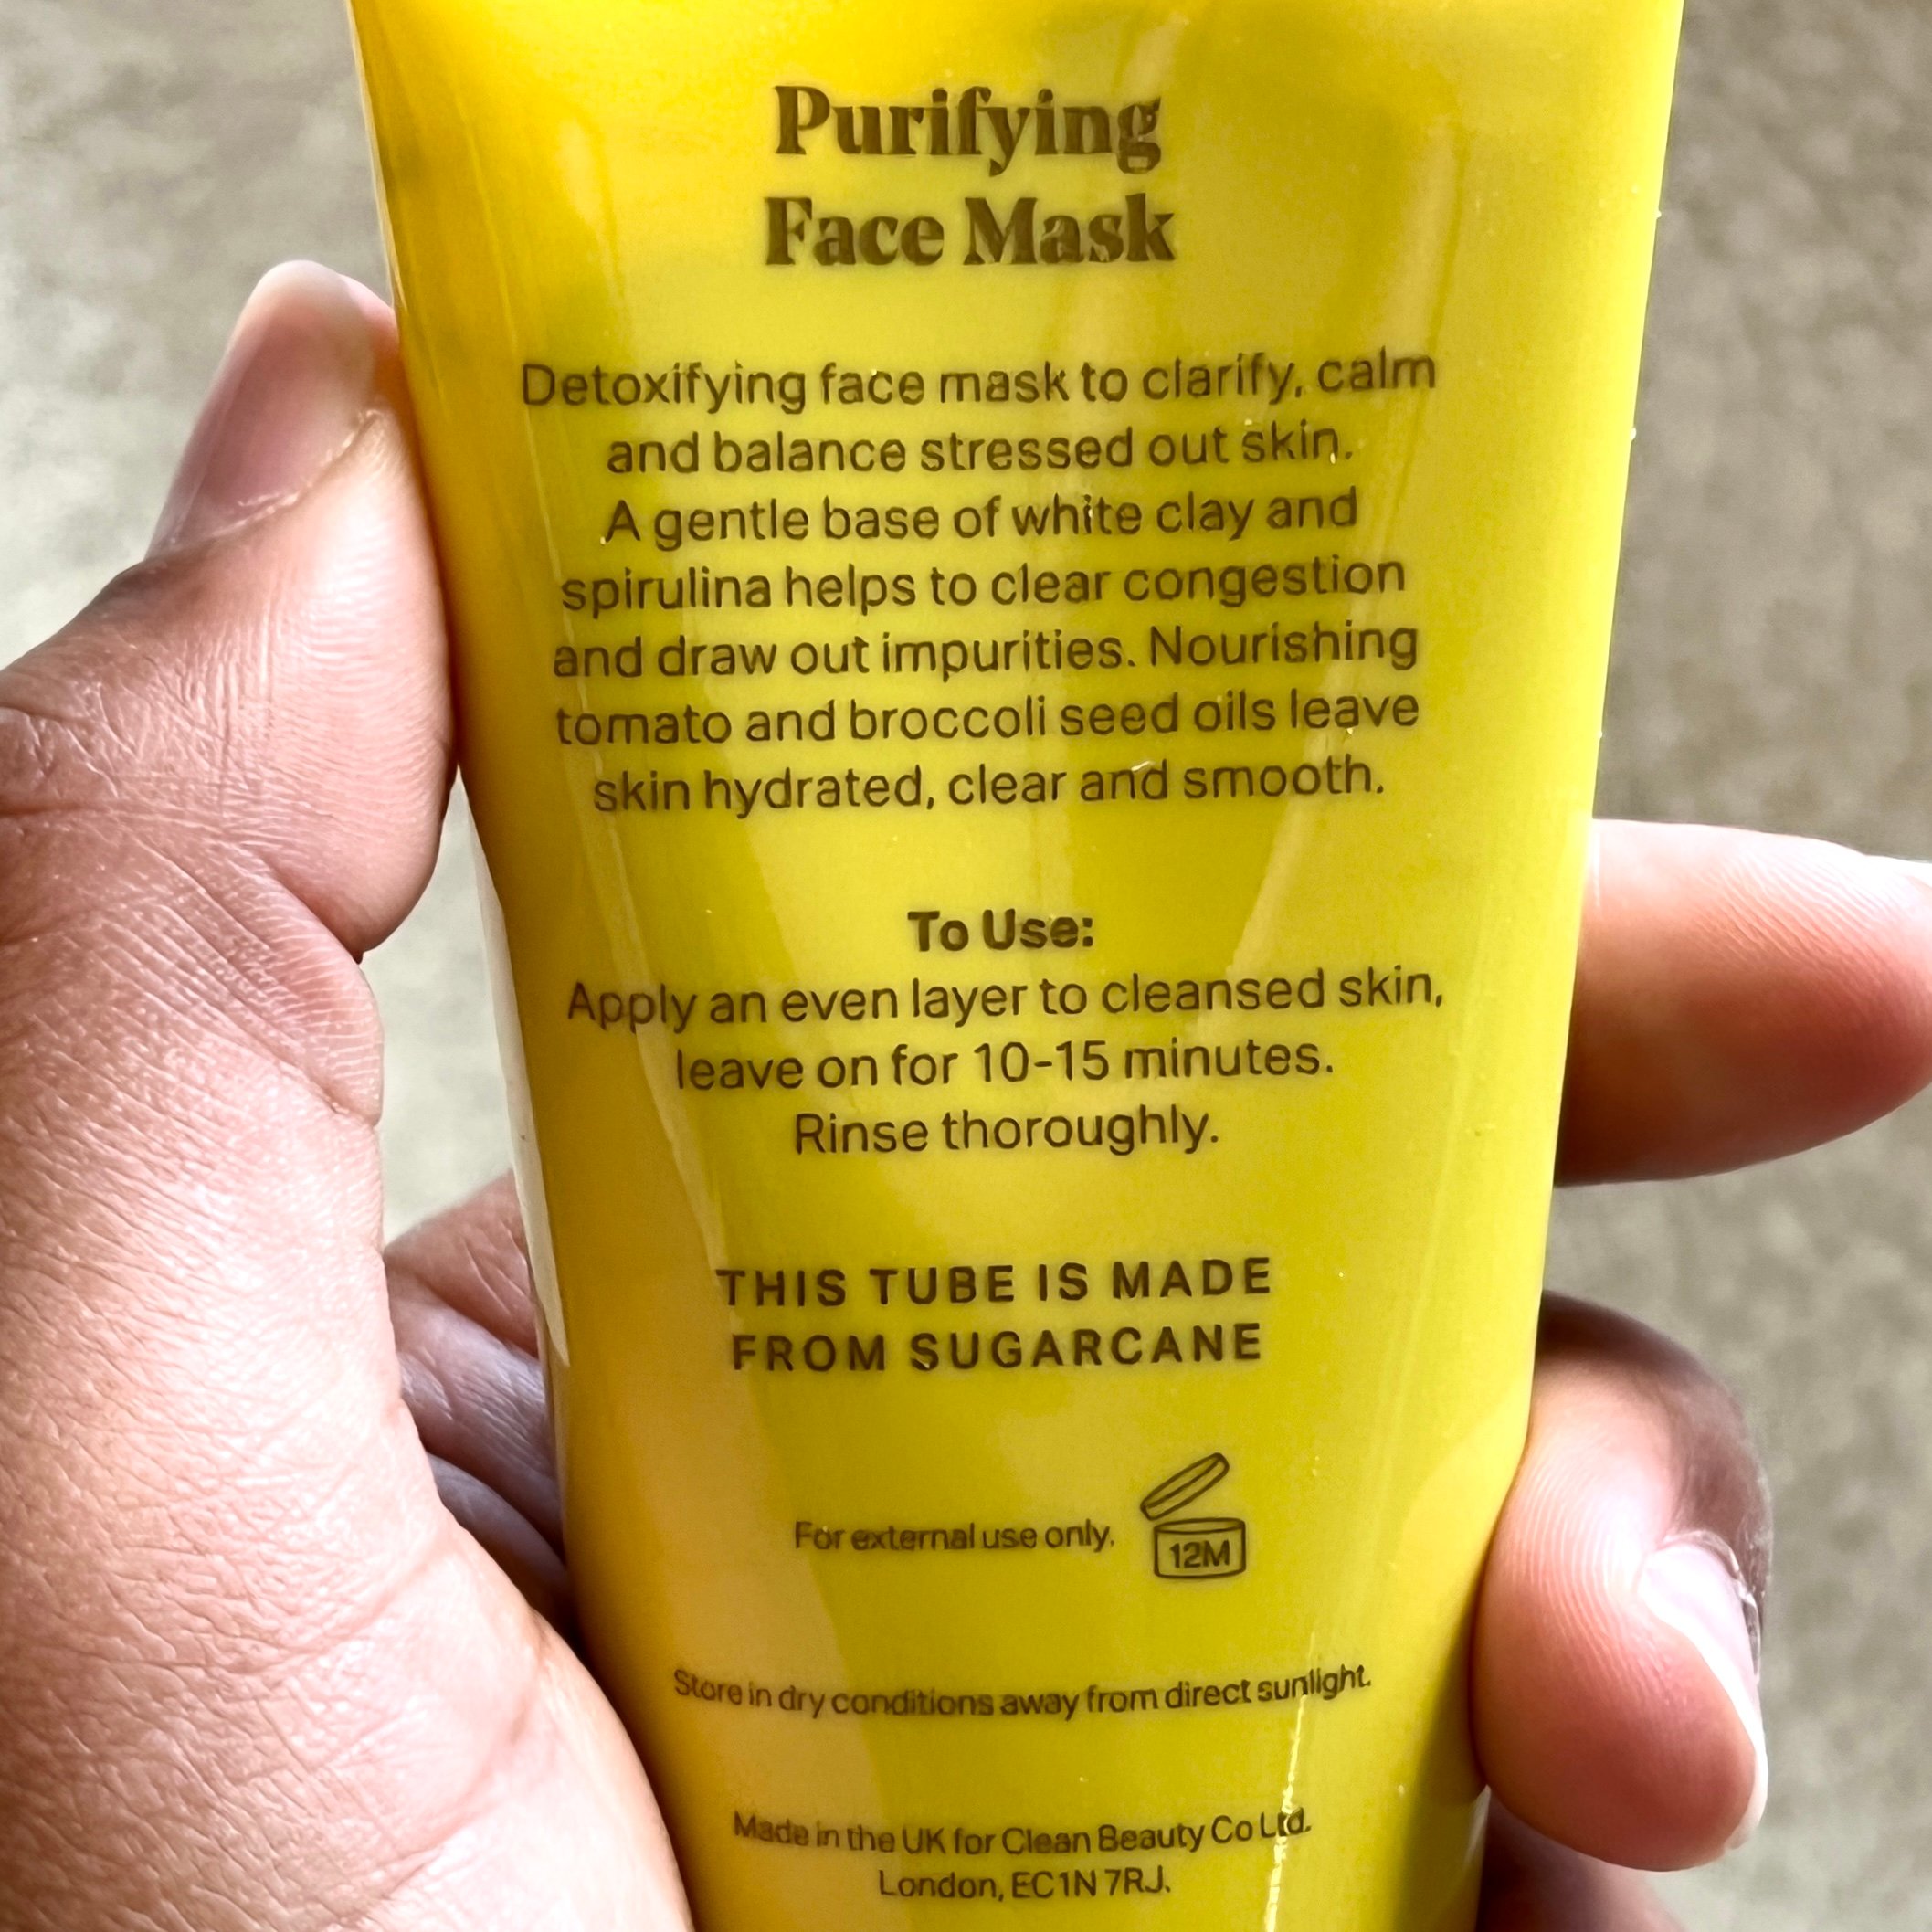 Purifying
Face Mask
Detoxifying face mask to clarify, calm
and balance stressed out skin.
A gentle base of white clay and
spirulina helps to clear congestion
and draw out impurities. Nourishing
tomato and broccoli seed oils leave
skin hydrated, clear and smooth.
To Use:
Apply an even layer to cleansed skin,
leave on for 10-15 minutes.
Rinse thoroughly.
THIS TUBE IS MADE
FROM SUGARCANE
For external use only.
12M
Store in dry conditions away from direct sunlight.
Made in the UK for Clean Beauty Co Ltd.
London, EC1N 7RJ.